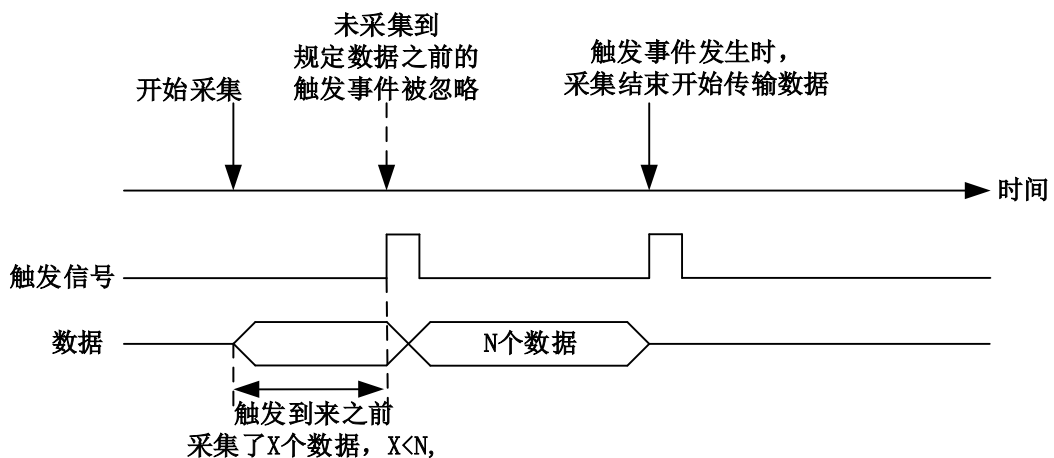 未采集到
规定数据之前的
触发事件被忽略
触发事件发生时，
采集结束开始传输数据
开始采集
时间
触发信号
数据
N个数据
触发到来之前
采集了X个数据，X<N,